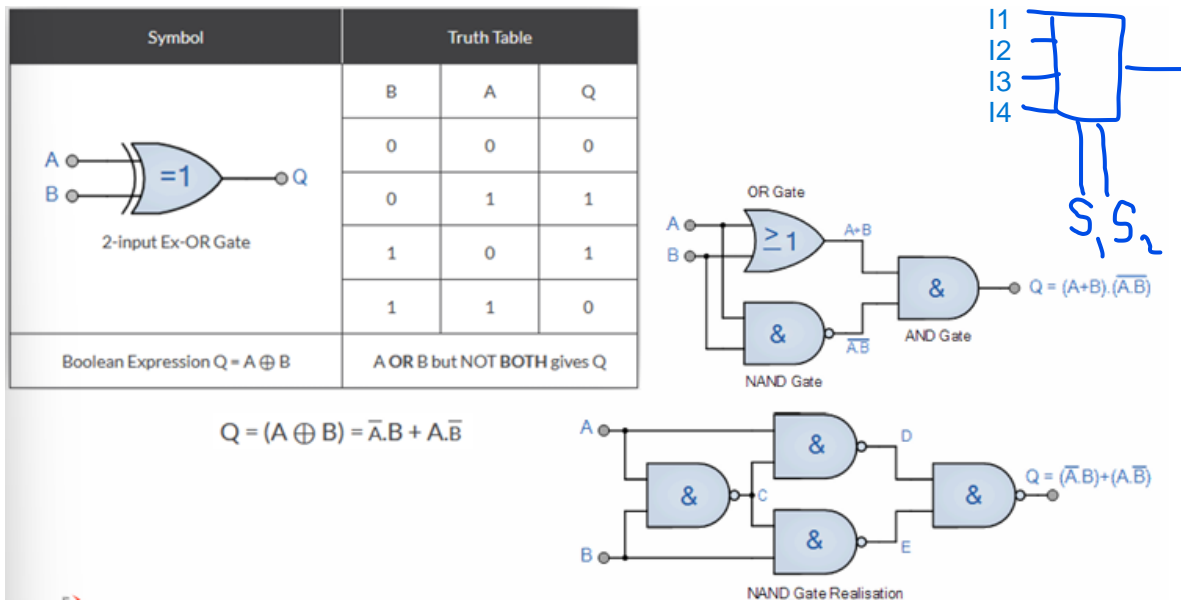 Symbol
Truth Table
B A Q
0 0 0
0 1 1
1 0 1
1 1 0
A
B
=1
Q
2-input Ex-OR Gate
Boolean Expression Q = A ⊕ B
A OR B but NOT BOTH gives Q
Q = (A ⊕ B) = A̅.B + A.B̅
I1
I2
I3
I4
S1 S2
OR Gate
A
B
≥1
A+B
&
A̅.̅B̅
NAND Gate
&
AND Gate
Q = (A+B).(A̅.̅B̅)
A
B
&
C
&
D
&
E
&
Q = (A̅.B)+(A.B̅)
NAND Gate Realisation